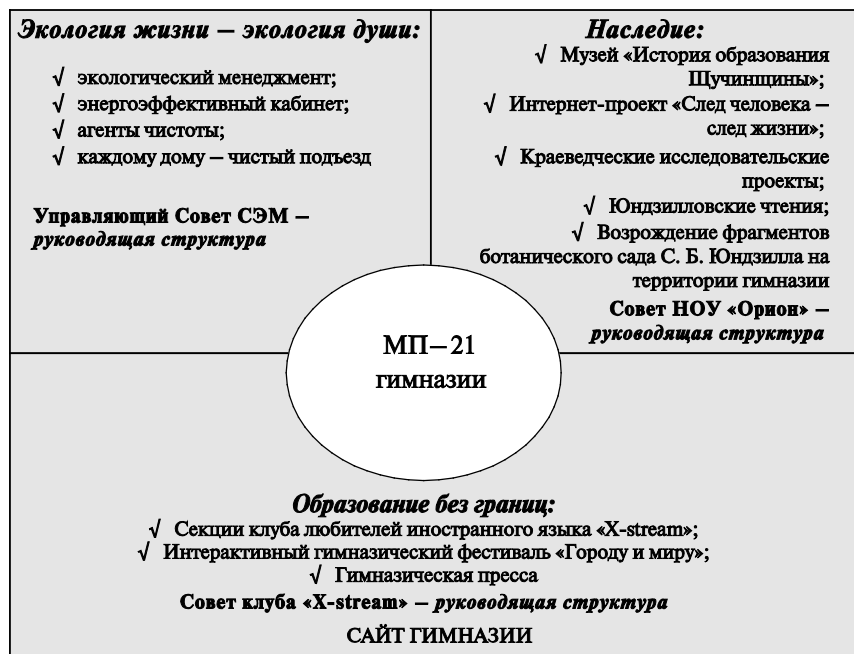 Экология жизни – экология души:
√ экологический менеджмент;
√ энергоэффективный кабинет;
√ агенты чистоты;
√ каждому дому – чистый подъезд
Управляющий Совет СЭМ –
руководящая структура
Наследие:
√ Музей «История образования
Щучинщины»;
√ Интернет-проект «След человека –
след жизни»;
√ Краеведческие исследовательские
проекты;
√ Юндзилловские чтения;
√ Возрождение фрагментов
ботанического сада С. Б. Юндзилла на
территории гимназии
Совет НОУ «Орион» –
руководящая структура
МП–21
гимназии
Образование без границ:
√ Секции клуба любителей иностранного языка «X-stream»;
√ Интерактивный гимназический фестиваль «Городу и миру»;
√ Гимназическая пресса
Совет клуба «X-stream» – руководящая структура
САЙТ ГИМНАЗИИ